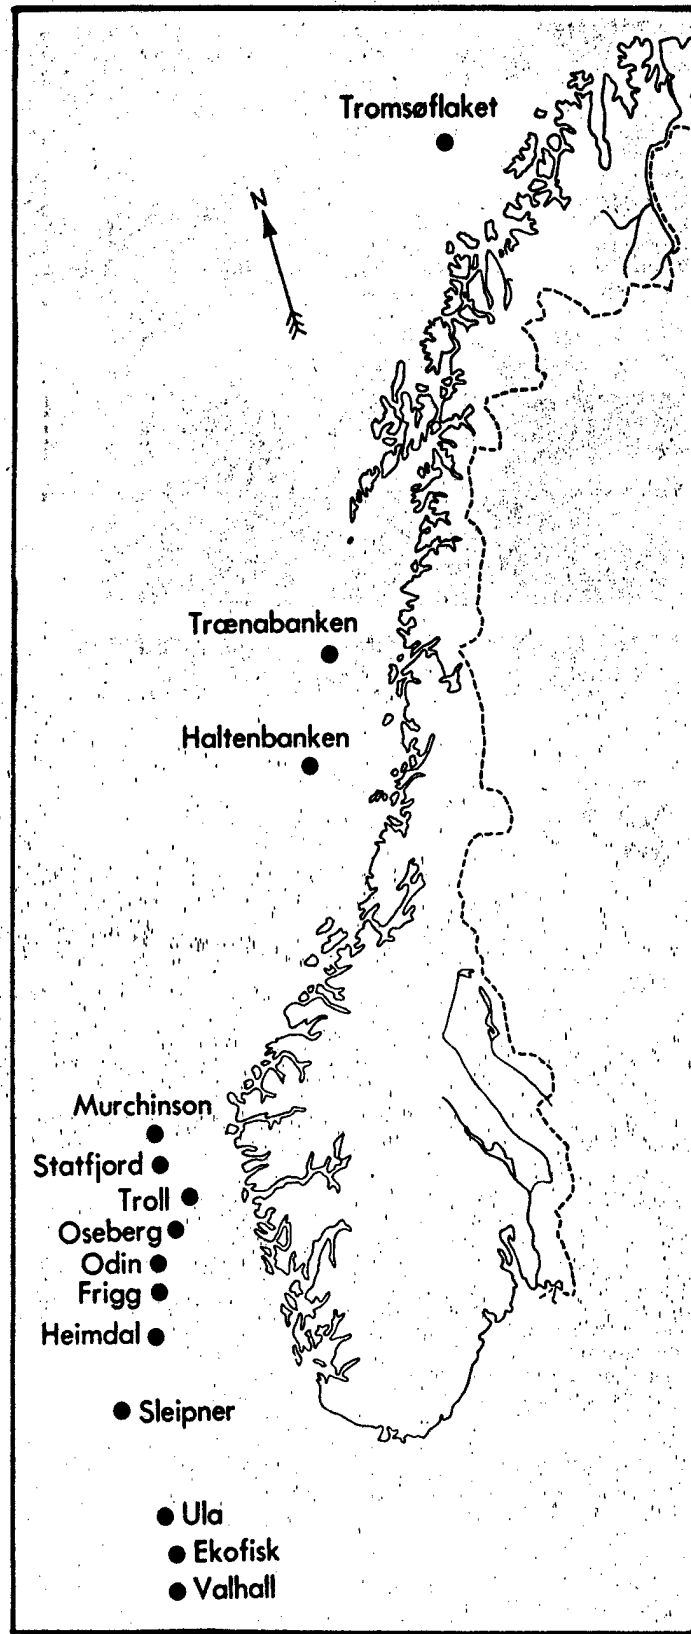 Tromsøflaket
N
Trænabanken
Haltenbanken
Murchinson
Statfjord
Troll
Oseberg
Odin
Frigg
Heimdal
Sleipner
Ula
Ekofisk
Valhall